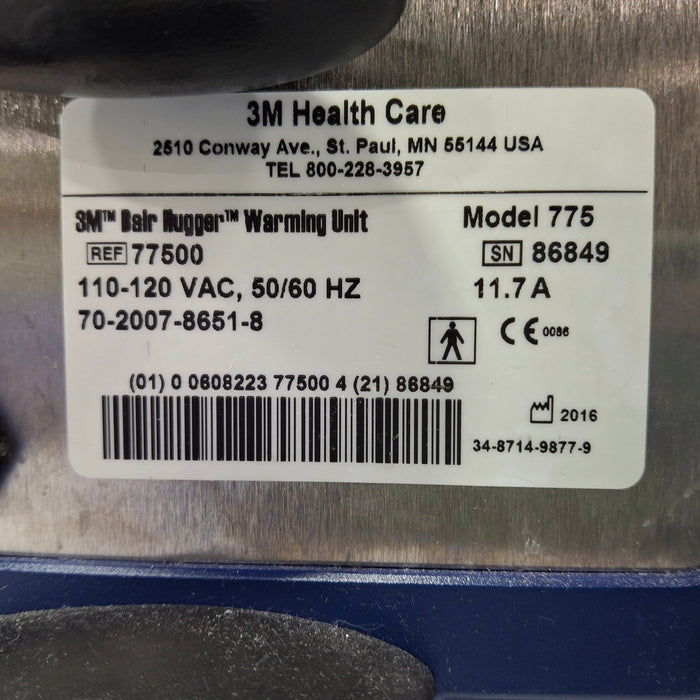 3M Health Care
2510 Conway Ave., St. Paul, MN 55144 USA
TEL 800-228-3957
3M™ Bair Hugger™ Warming Unit
Model 775
REF 77500
SN 86849
110-120 VAC, 50/60 HZ
11.7 A
70-2007-8651-8
CE 0086
(01) 0 0608223 77500 4 (21) 86849
2016
34-8714-9877-9